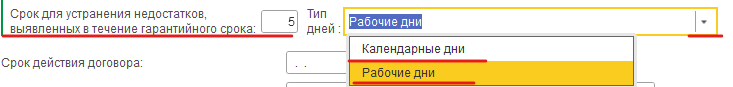 Срок для устранения недостатков, выявленных в течение гарантийного срока: 5 Тип дней : Рабочие дни
Календарные дни
Рабочие дни
Срок действия договора: . .